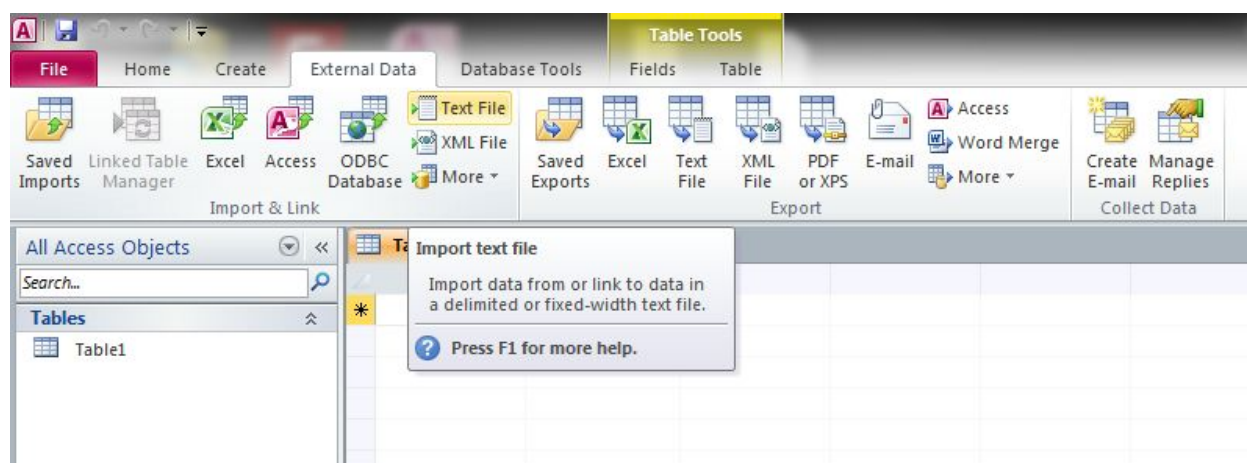 Table Tools
File Home Create External Data Database Tools Fields Table
Saved Imports
Linked Table Manager
Excel
Access
ODBC Database
Text File
XML File
More
Import & Link
Saved Exports
Excel
Text File
XML File
PDF or XPS
E-mail
Access
Word Merge
More
Export
Create E-mail
Manage Replies
Collect Data
All Access Objects
Search...
Tables
Table1
Import text file
Import data from or link to data in
a delimited or fixed-width text file.
Press F1 for more help.